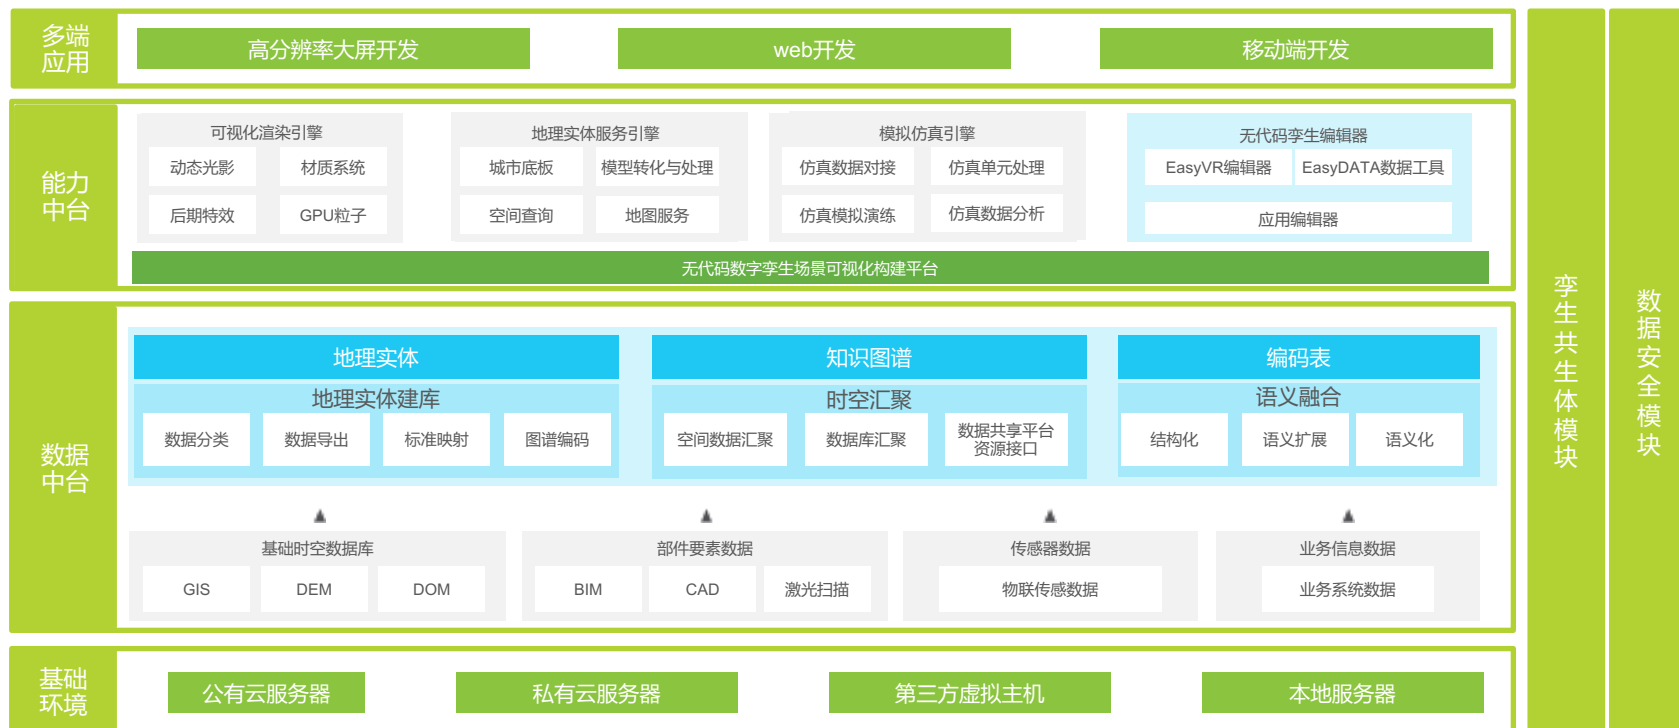 多端
应用
高分辨率大屏开发
web开发
移动端开发
能力
中台
可视化渲染引擎
动态光影
材质系统
后期特效
GPU粒子
地理实体服务引擎
城市底板
模型转化与处理
空间查询
地图服务
模拟仿真引擎
仿真数据对接
仿真单元处理
仿真模拟演练
仿真数据分析
无代码孪生编辑器
EasyVR编辑器
EasyDATA数据工具
应用编辑器
无代码数字孪生场景可视化构建平台
数据
中台
地理实体
地理实体建库
数据分类
数据导出
标准映射
图谱编码
知识图谱
时空汇聚
空间数据汇聚
数据库汇聚
数据共享平台
资源接口
编码表
语义融合
结构化
语义扩展
语义化
基础时空数据库
GIS
DEM
DOM
部件要素数据
BIM
CAD
激光扫描
传感器数据
物联传感数据
业务信息数据
业务系统数据
基础
环境
公有云服务器
私有云服务器
第三方虚拟主机
本地服务器
孪生共生体模块
数据安全模块